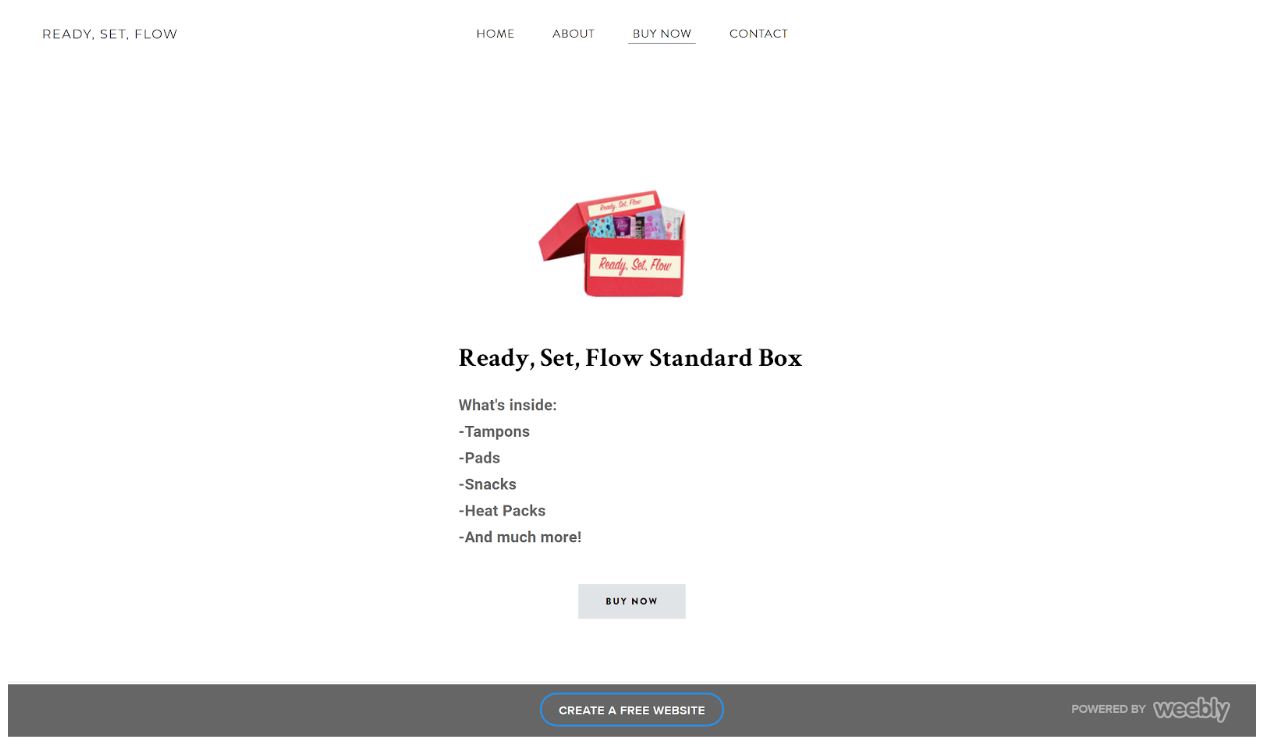 READY, SET, FLOW
HOME ABOUT BUY NOW CONTACT
Ready, Set, Flow
Ready, Set, Flow
Ready, Set, Flow Standard Box
What's inside:
-Tampons
-Pads
-Snacks
-Heat Packs
-And much more!
BUY NOW
CREATE A FREE WEBSITE
POWERED BY weebly